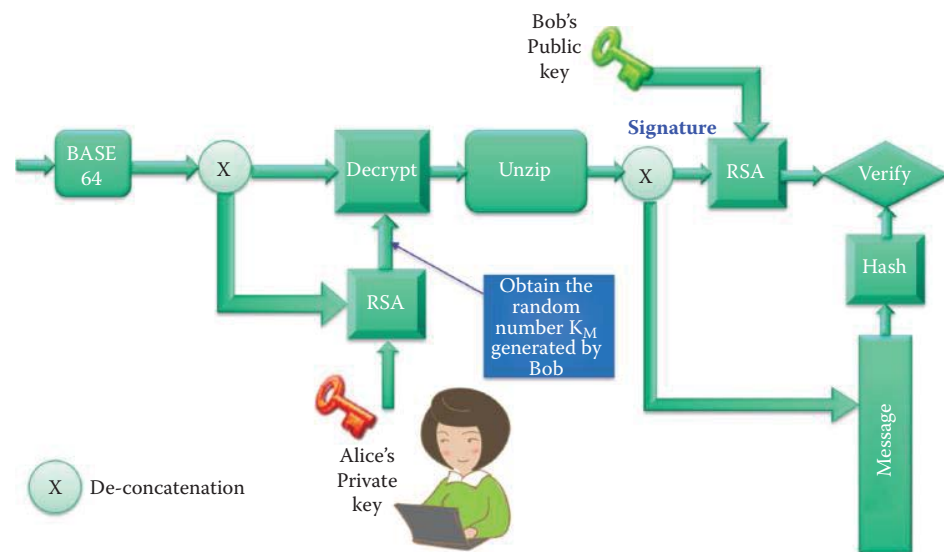 Bob's
Public
key
Signature
BASE
64
X
Decrypt
Unzip
X
RSA
Verify
Hash
RSA
Obtain the
random
number K_M
generated by
Bob
Message
Alice's
Private
key
X De-concatenation